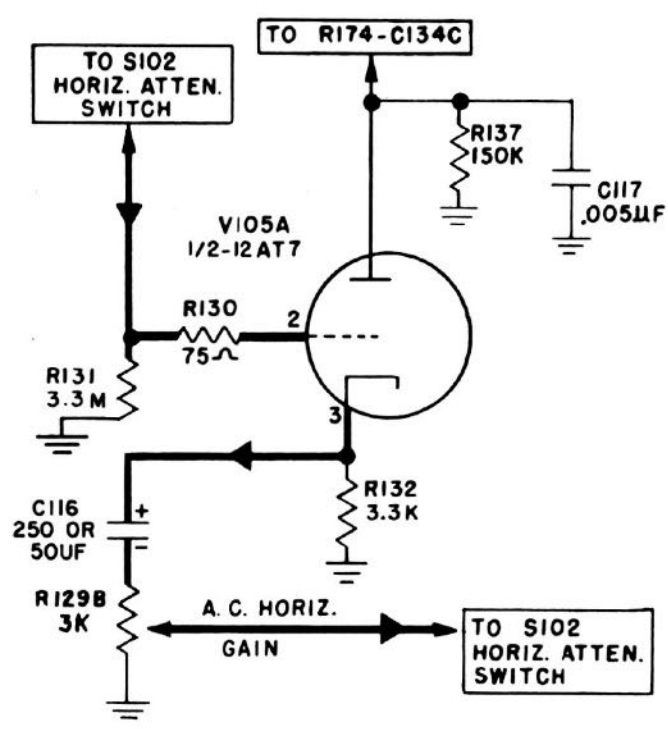 TO R174-C134C
TO S102
HORIZ. ATTEN.
SWITCH
R137
150K
C117
.005µF
V105A
1/2-12AT7
R130
75Ω
2
R131
3.3M
3
R132
3.3K
C116
250 OR
50UF
+
−
R129B
3K
A.C. HORIZ.
GAIN
TO S102
HORIZ. ATTEN.
SWITCH